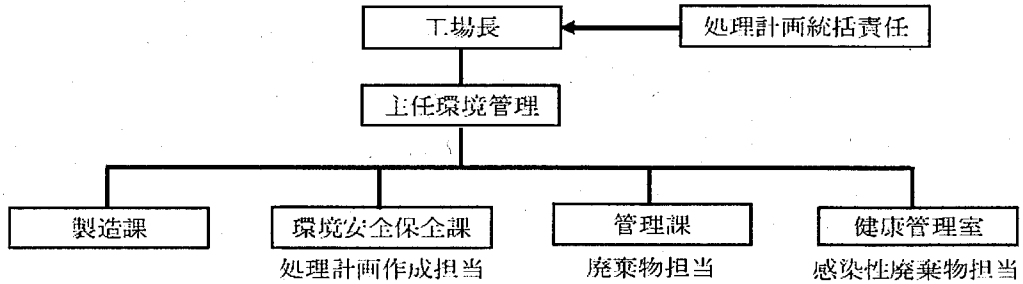 工場長
処理計画統括責任
主任環境管理
製造課
環境安全保全課
管理課
健康管理室
処理計画作成担当
廃棄物担当
感染性廃棄物担当